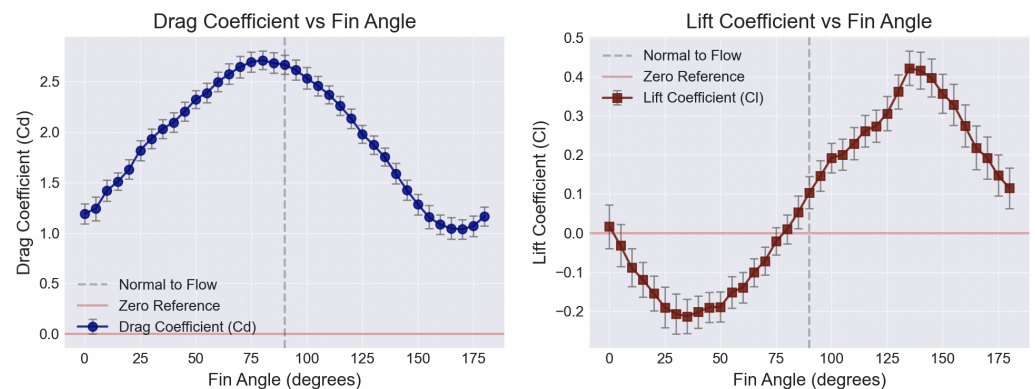 Drag Coefficient vs Fin Angle
Drag Coefficient (Cd)
2.5
2.0
1.5
1.0
0.5
0.0
Normal to Flow
Zero Reference
Drag Coefficient (Cd)
0 25 50 75 100 125 150 175
Fin Angle (degrees)
Lift Coefficient vs Fin Angle
Lift Coefficient (Cl)
0.5
0.4
0.3
0.2
0.1
0.0
−0.1
−0.2
Normal to Flow
Zero Reference
Lift Coefficient (Cl)
0 25 50 75 100 125 150 175
Fin Angle (degrees)